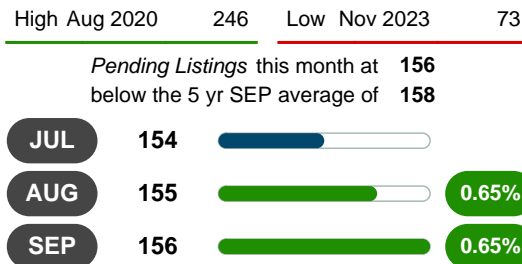 High Aug 2020 246 Low Nov 2023 73
Pending Listings this month at 156
below the 5 yr SEP average of 158
JUL 154
AUG 155 0.65%
SEP 156 0.65%